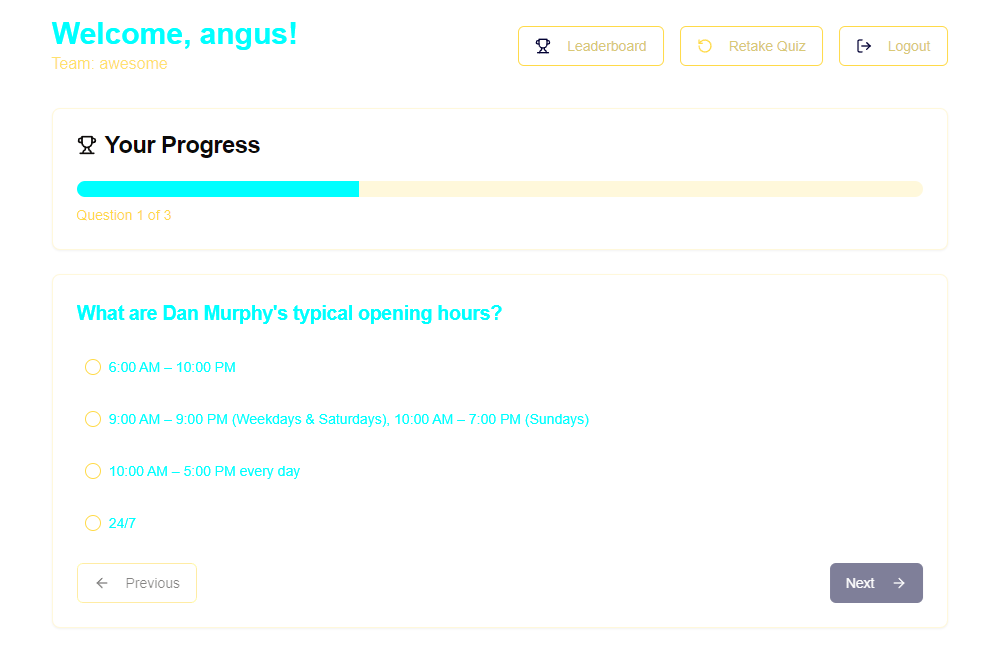 Welcome, angus!
Team: awesome
Leaderboard
Retake Quiz
Logout
Your Progress
Question 1 of 3
What are Dan Murphy's typical opening hours?
6:00 AM – 10:00 PM
9:00 AM – 9:00 PM (Weekdays & Saturdays), 10:00 AM – 7:00 PM (Sundays)
10:00 AM – 5:00 PM every day
24/7
Previous
Next